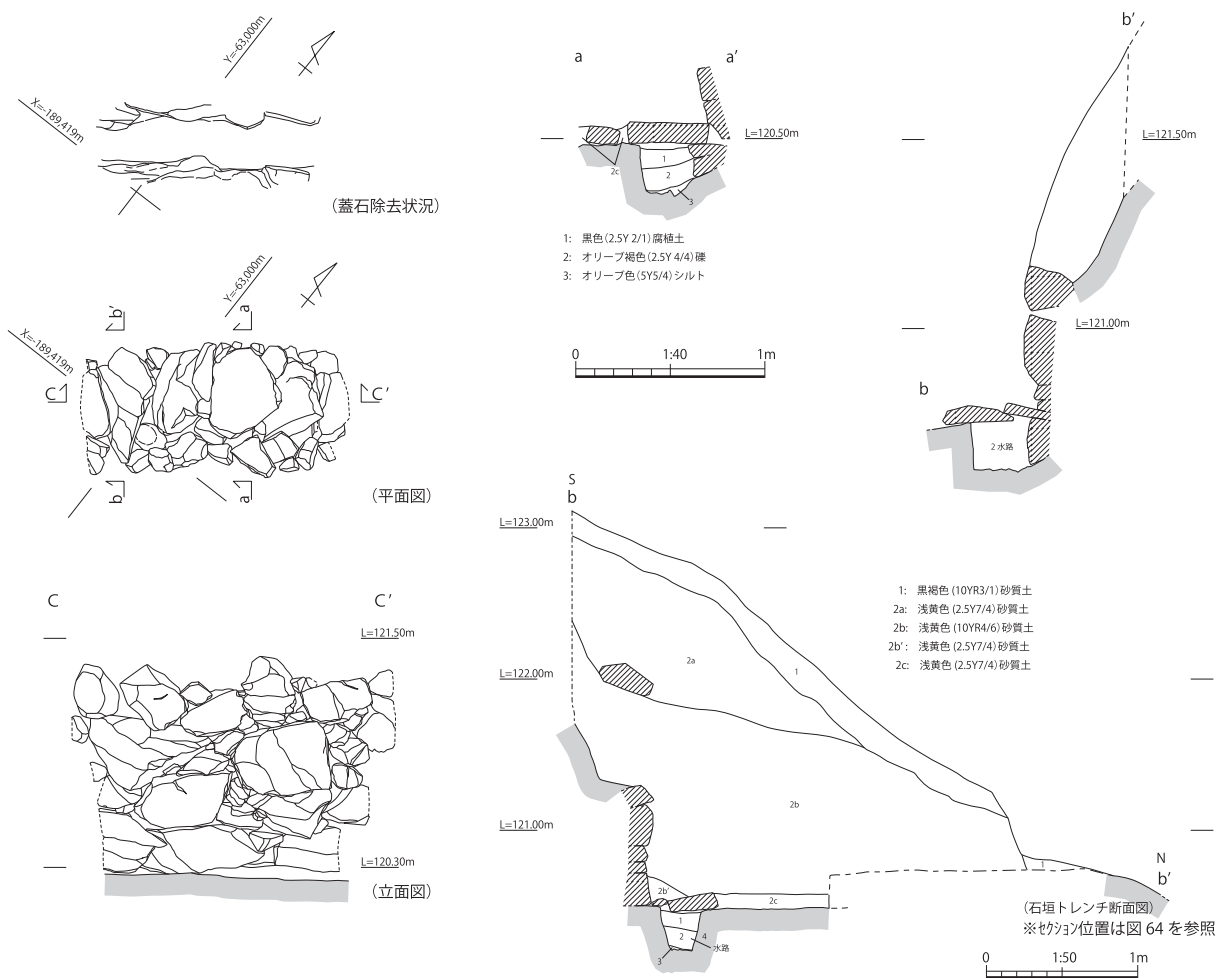 Y=-63,000m
X=-189,419m
（蓋石除去状況）
Y=-63,000m
X=-189,419m
b'
a
C
C'
b
a
（平面図）
C
C'
L=121.50m
L=120.30m
（立面図）
a
a'
L=120.50m
1
2
2c
3
1: 黒色（2.5Y 2/1）腐植土
2: オリーブ褐色（2.5Y 4/4）礫
3: オリーブ色（5Y5/4）シルト
0 1:40 1m
b'
L=121.50m
L=121.00m
b
2 水路
S
b
L=123.00m
1: 黒褐色 (10YR3/1) 砂質土
2a: 浅黄色 (2.5Y7/4) 砂質土
2b: 浅黄色 (10YR4/6) 砂質土
2b': 浅黄色 (2.5Y7/4) 砂質土
2c: 浅黄色 (2.5Y7/4) 砂質土
2a
1
L=122.00m
2b
L=121.00m
2b'
2c
1
2
4
水路
3
1
N
b'
（石垣トレンチ断面図）
※セクション位置は図 64 を参照
0 1:50 1m